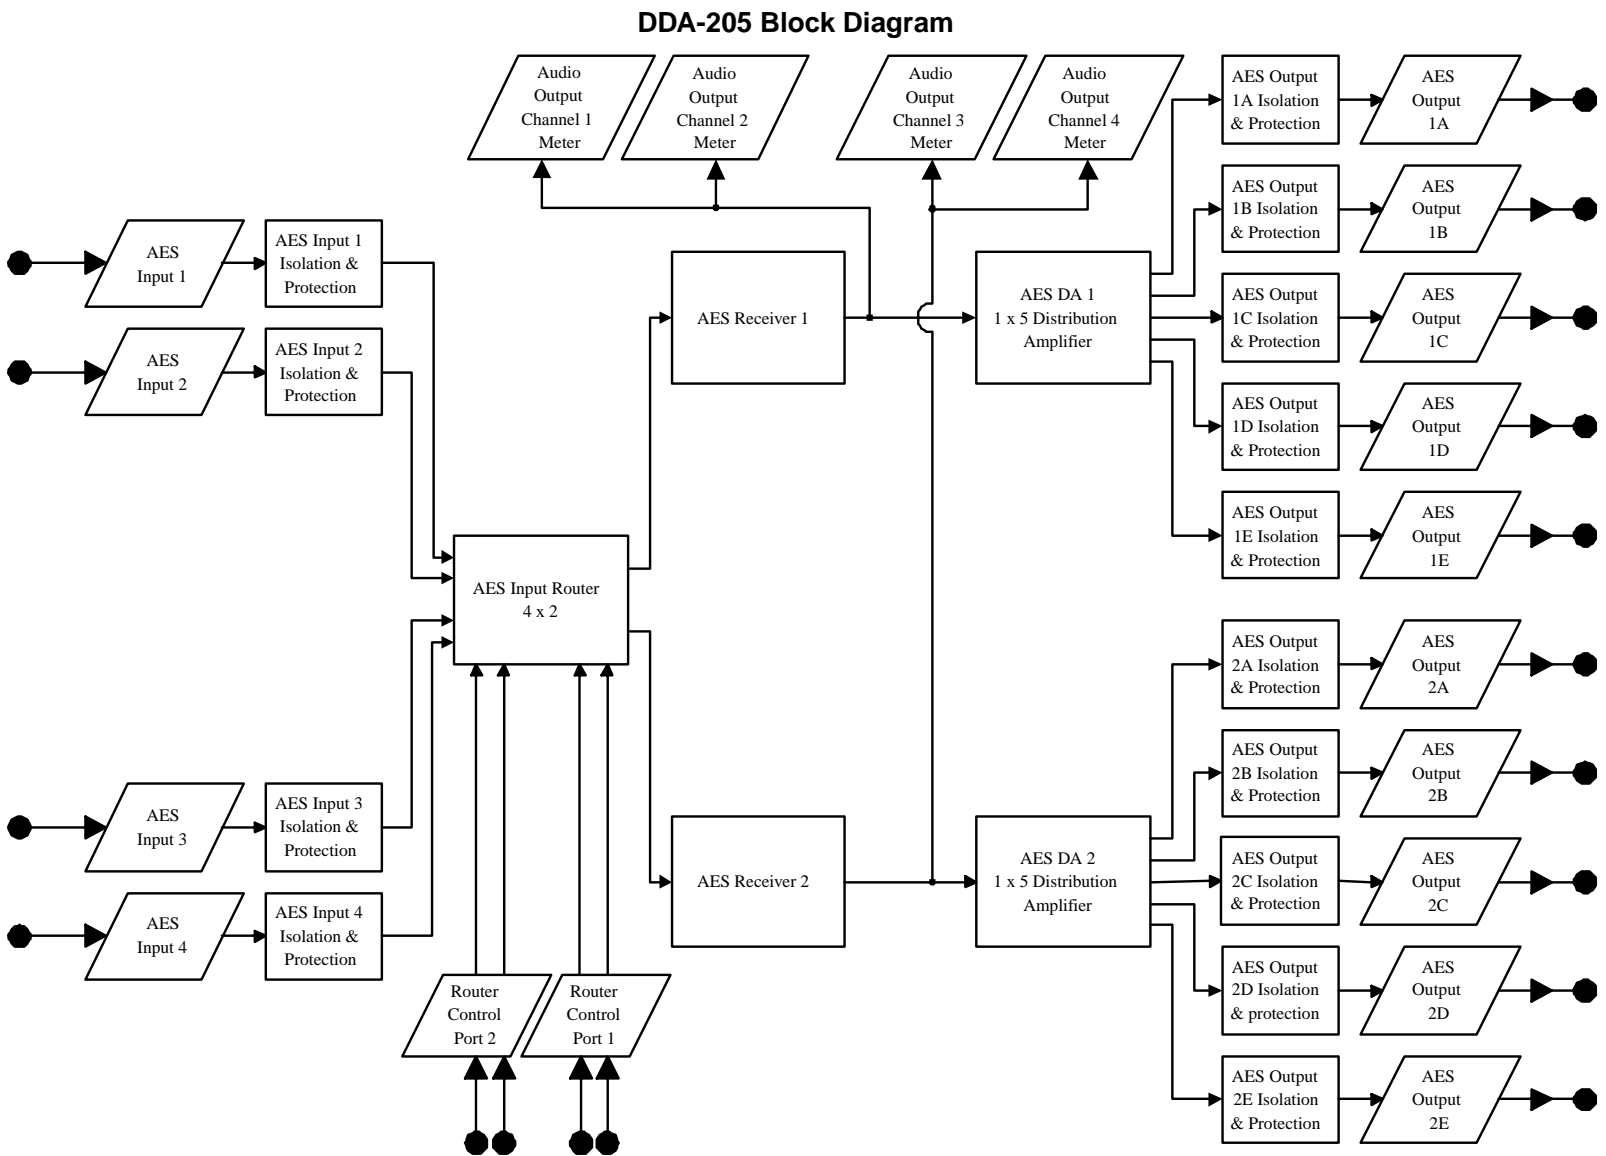 DDA-205 Block Diagram
Audio
Output
Channel 1
Meter
Audio
Output
Channel 2
Meter
Audio
Output
Channel 3
Meter
Audio
Output
Channel 4
Meter
AES
Input 1
AES Input 1
Isolation &
Protection
AES
Input 2
AES Input 2
Isolation &
Protection
AES
Input 3
AES Input 3
Isolation &
Protection
AES
Input 4
AES Input 4
Isolation &
Protection
AES Input Router
4 x 2
Router
Control
Port 2
Router
Control
Port 1
AES Receiver 1
AES Receiver 2
AES DA 1
1 x 5 Distribution
Amplifier
AES DA 2
1 x 5 Distribution
Amplifier
AES Output
1A Isolation
& Protection
AES
Output
1A
AES Output
1B Isolation
& Protection
AES
Output
1B
AES Output
1C Isolation
& Protection
AES
Output
1C
AES Output
1D Isolation
& Protection
AES
Output
1D
AES Output
1E Isolation
& Protection
AES
Output
1E
AES Output
2A Isolation
& Protection
AES
Output
2A
AES Output
2B Isolation
& Protection
AES
Output
2B
AES Output
2C Isolation
& Protection
AES
Output
2C
AES Output
2D Isolation
& protection
AES
Output
2D
AES Output
2E Isolation
& Protection
AES
Output
2E